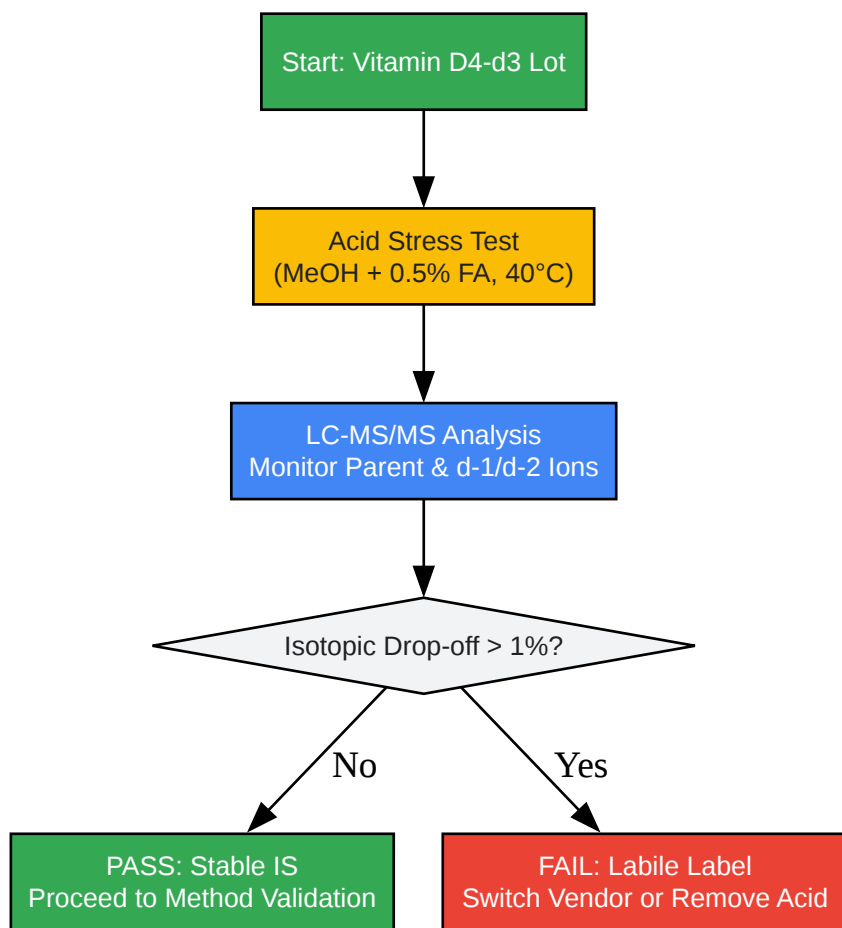 Start: Vitamin D4-d3 Lot
Acid Stress Test
(MeOH + 0.5% FA, 40°C)
LC-MS/MS Analysis
Monitor Parent & d-1/d-2 Ions
Isotopic Drop-off > 1%?
No
Yes
PASS: Stable IS
Proceed to Method Validation
FAIL: Labile Label
Switch Vendor or Remove Acid